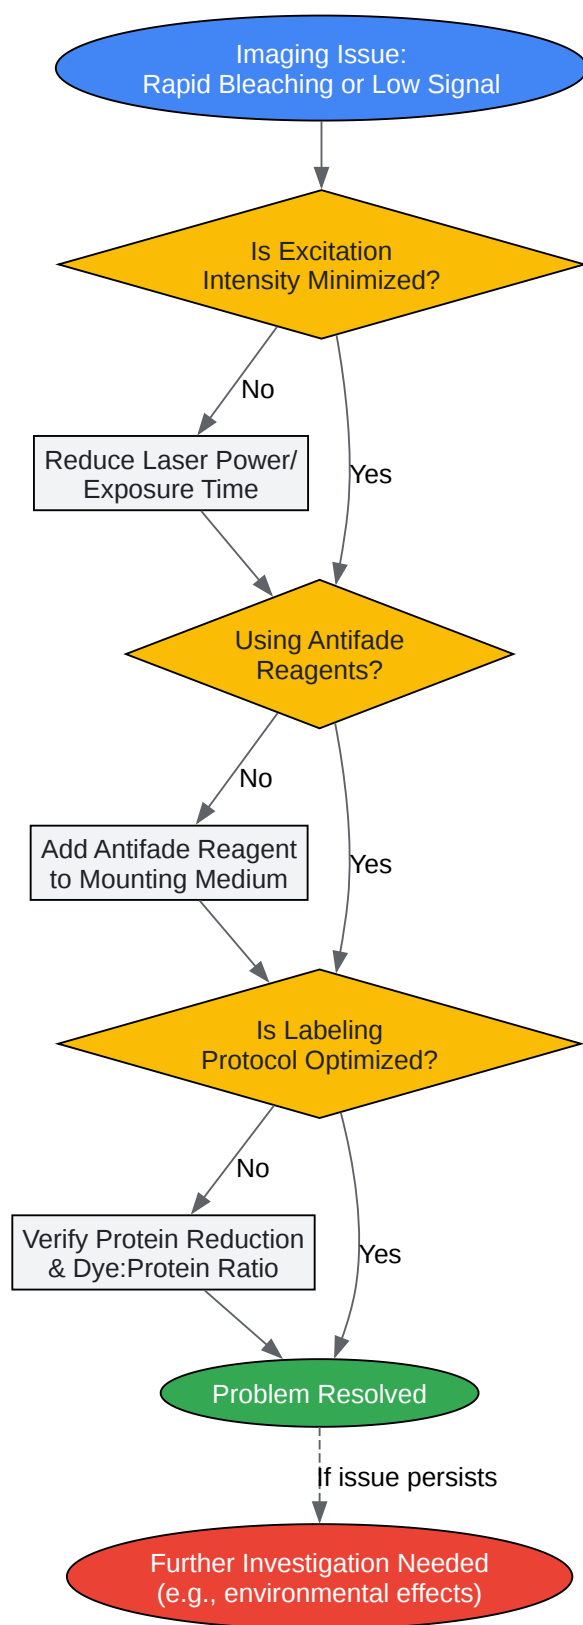 Imaging Issue:
Rapid Bleaching or Low Signal
Is Excitation
Intensity Minimized?
No
Reduce Laser Power/
Exposure Time
Yes
Using Antifade
Reagents?
No
Add Antifade Reagent
to Mounting Medium
Yes
Is Labeling
Protocol Optimized?
No
Verify Protein Reduction
& Dye:Protein Ratio
Yes
Problem Resolved
If issue persists
Further Investigation Needed
(e.g., environmental effects)